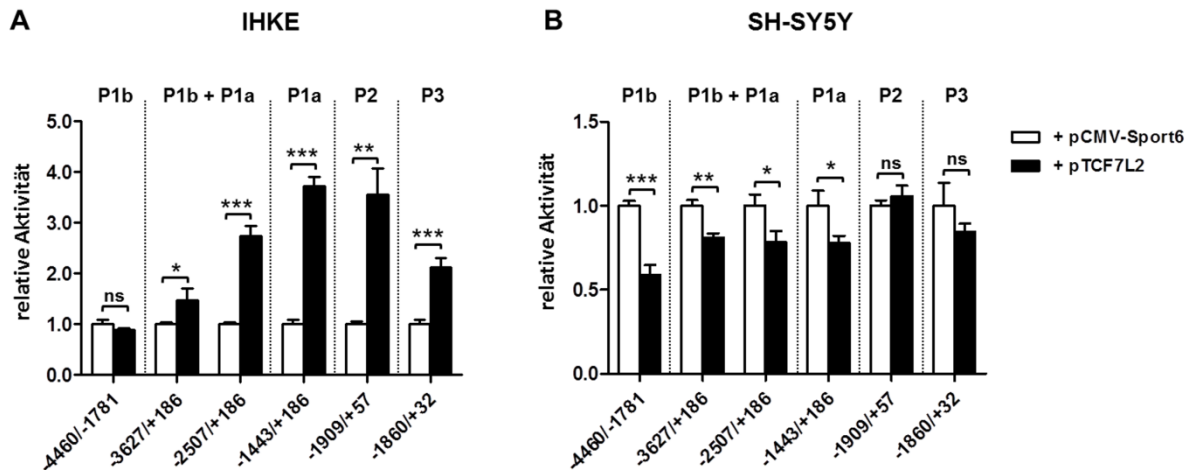 A
IHKE
P1b
P1b + P1a
P1a
P2
P3
relative Aktivität
5.0
4.0
3.0
2.0
1.0
0.0
ns
*
***
***
**
***
-4460/-1781
-3627/+186
-2507/+186
-1443/+186
-1909/+57
-1860/+32
B
SH-SY5Y
P1b
P1b + P1a
P1a
P2
P3
relative Aktivität
1.5
1.0
0.5
0.0
***
**
*
*
ns
ns
-4460/-1781
-3627/+186
-2507/+186
-1443/+186
-1909/+57
-1860/+32
+ pCMV-Sport6
+ pTCF7L2